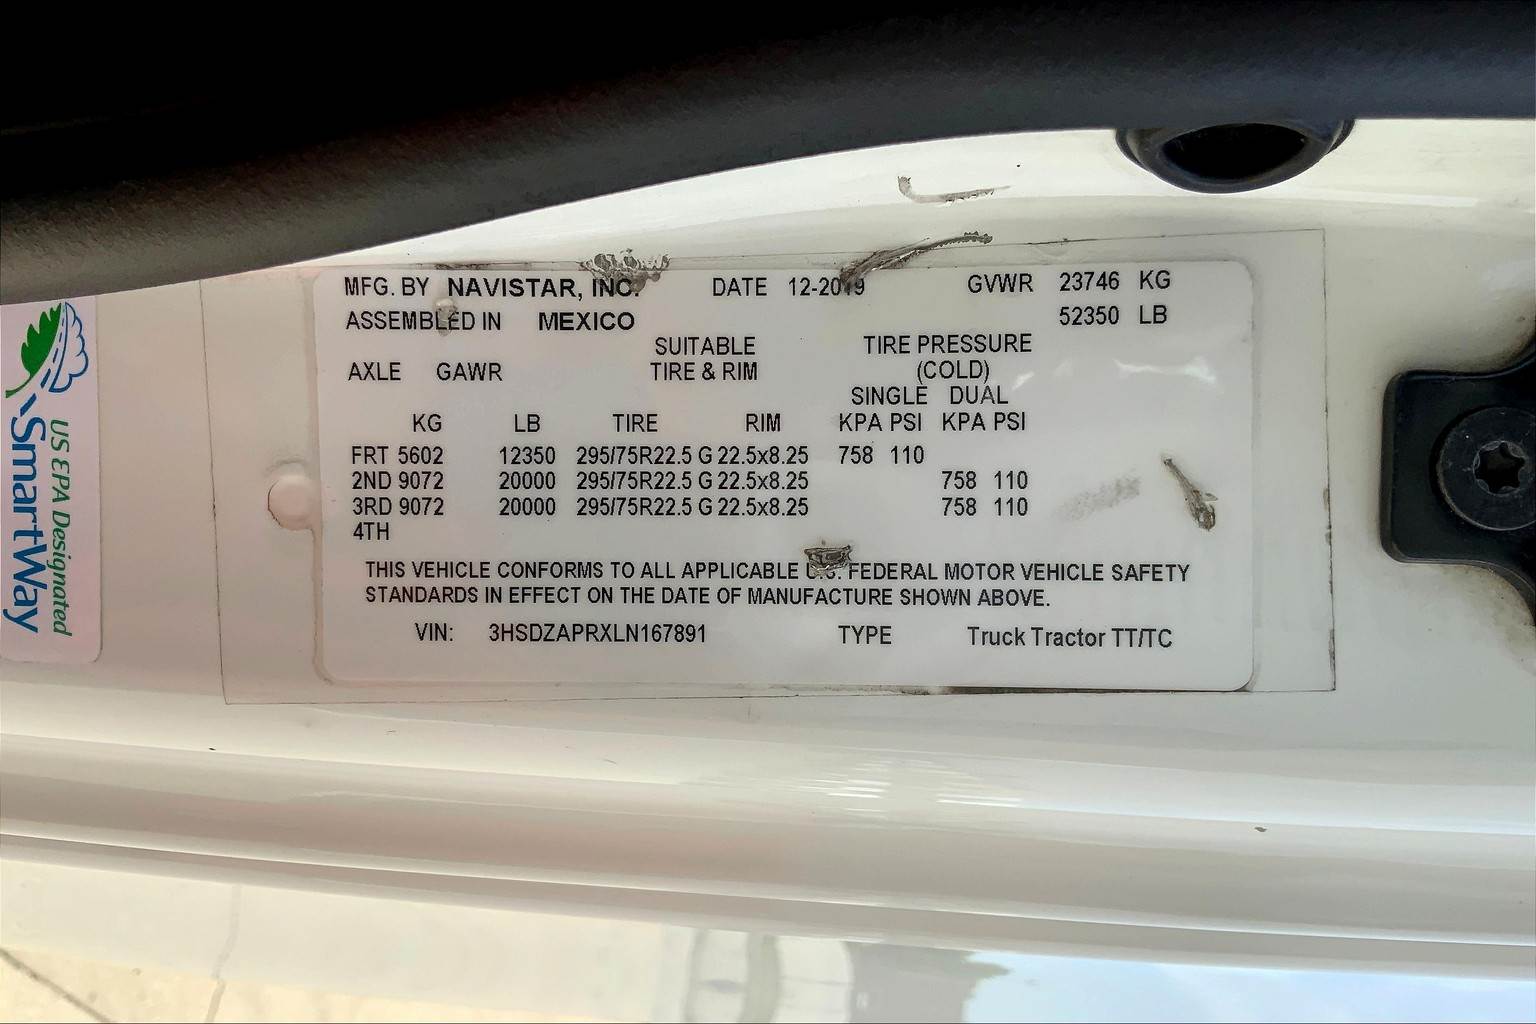 MFG. BY NAVISTAR, INC. DATE 12-2019 GVWR 23746 KG
ASSEMBLED IN MEXICO 52350 LB
SUITABLE TIRE PRESSURE
AXLE GAWR TIRE & RIM (COLD)
SINGLE DUAL
KG LB TIRE RIM KPA PSI KPA PSI
FRT 5602 12350 295/75R22.5 G 22.5x8.25 758 110
2ND 9072 20000 295/75R22.5 G 22.5x8.25 758 110
3RD 9072 20000 295/75R22.5 G 22.5x8.25 758 110
4TH
THIS VEHICLE CONFORMS TO ALL APPLICABLE U.S. FEDERAL MOTOR VEHICLE SAFETY
STANDARDS IN EFFECT ON THE DATE OF MANUFACTURE SHOWN ABOVE.
VIN: 3HSDZAPRXLN167891 TYPE Truck Tractor TT/TC
US EPA Designated
SmartWay